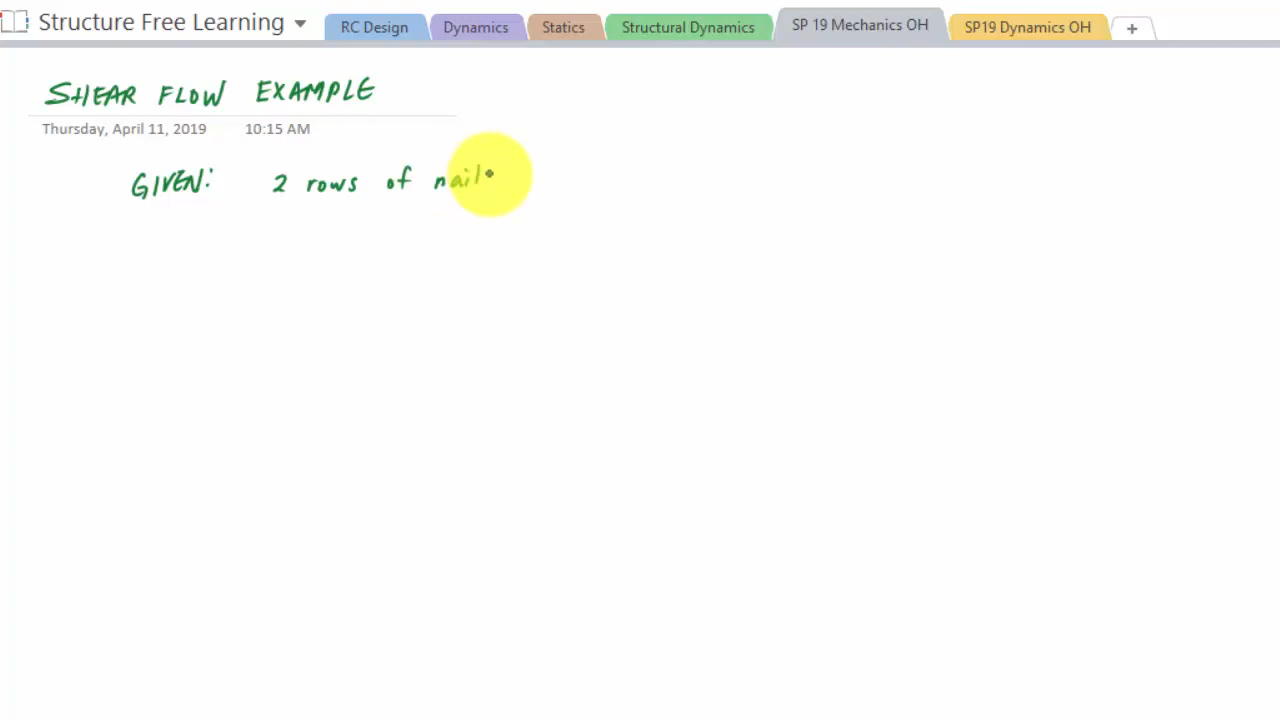 Structure Free Learning RC Design Dynamics Statics Structural Dynamics SP 19 Mechanics OH SP19 Dynamics OH +
SHEAR FLOW EXAMPLE
Thursday, April 11, 2019 10:15 AM
GIVEN: 2 rows of nail